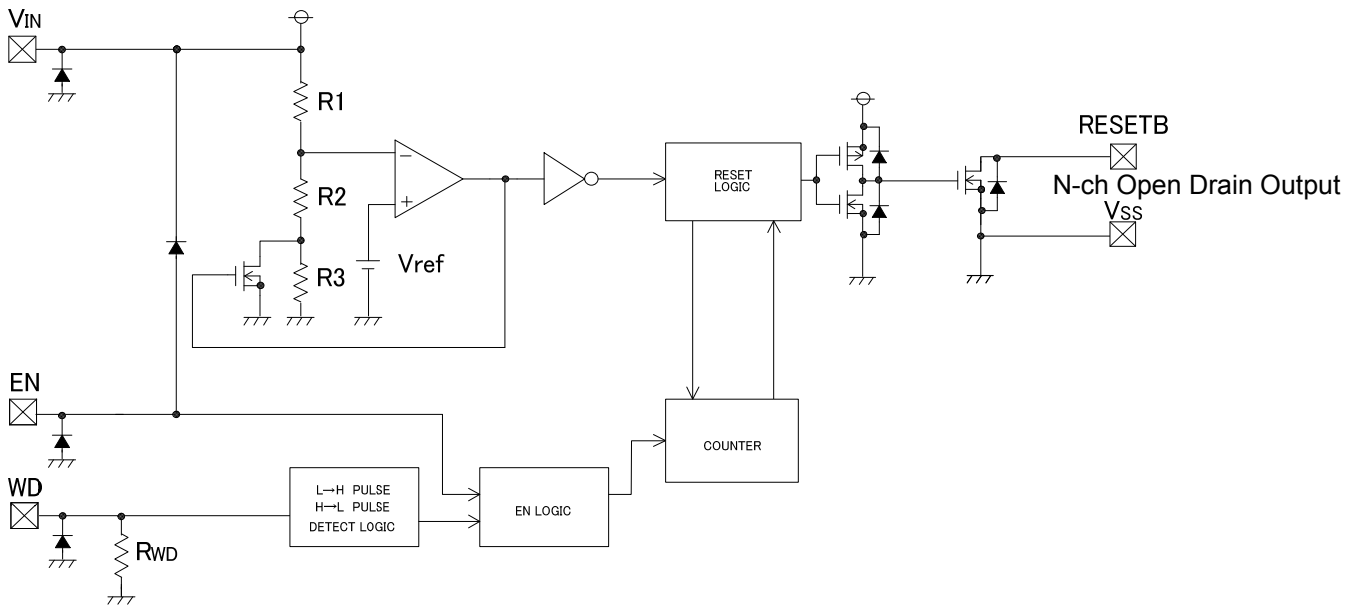 VIN
R1
R2
R3
−
+
Vref
RESET
LOGIC
RESETB
N-ch Open Drain Output
VSS
EN
COUNTER
WD
L→H PULSE
H→L PULSE
DETECT LOGIC
EN LOGIC
RWD